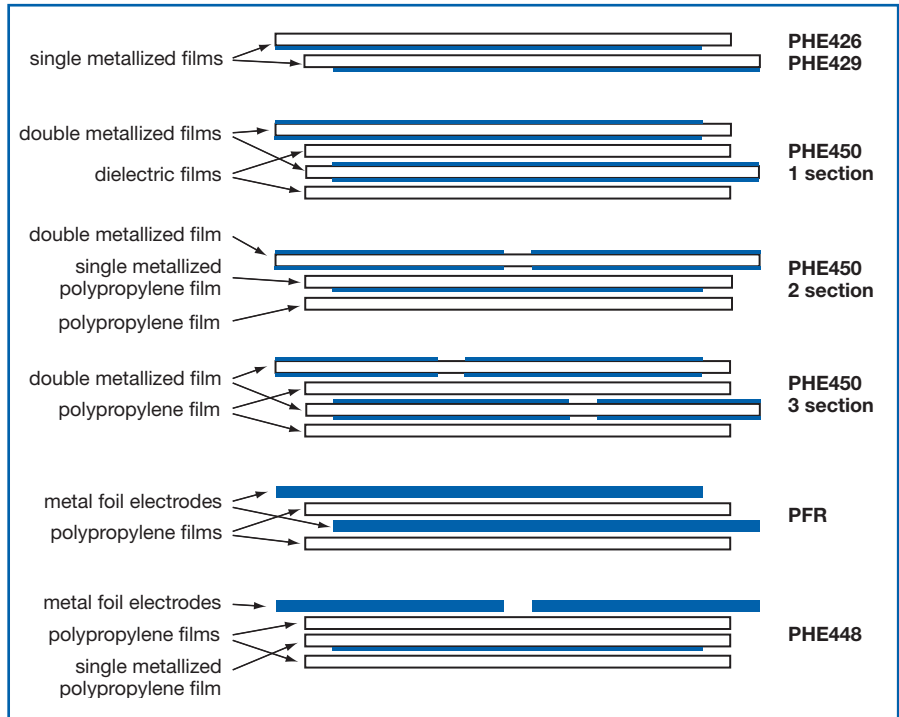 single metallized films
PHE426
PHE429
double metallized films
dielectric films
PHE450
1 section
double metallized film
single metallized
polypropylene film
polypropylene film
PHE450
2 section
double metallized film
polypropylene film
PHE450
3 section
metal foil electrodes
polypropylene films
PFR
metal foil electrodes
polypropylene films
single metallized
polypropylene film
PHE448